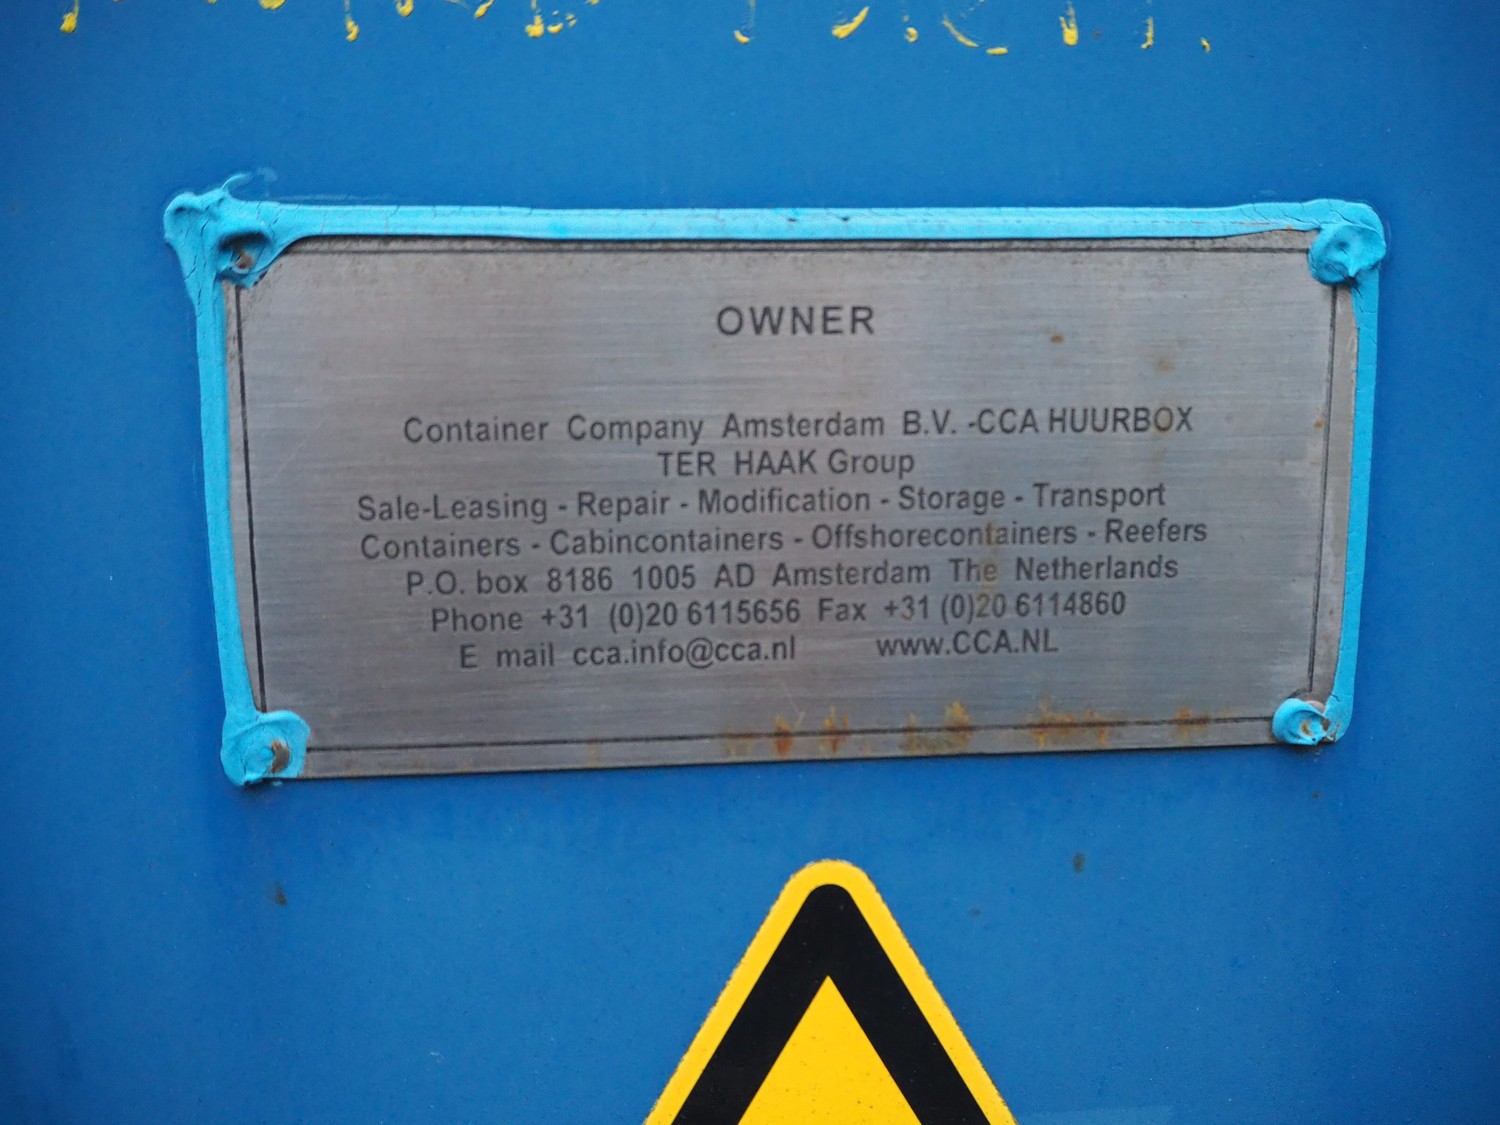 OWNER
Container Company Amsterdam B.V. -CCA HUURBOX
TER HAAK Group
Sale-Leasing - Repair - Modification - Storage - Transport
Containers - Cabincontainers - Offshorecontainers - Reefers
P.O. box 8186 1005 AD Amsterdam The Netherlands
Phone +31 (0)20 6115656 Fax +31 (0)20 6114860
E mail cca.info@cca.nl www.CCA.NL